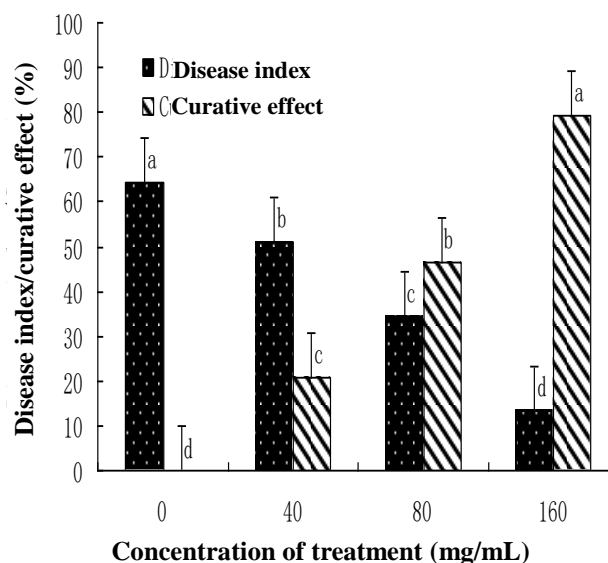 100
90
80
70
60
50
40
30
20
10
0
Disease index/curative effect (%)
Disease index
Curative effect
a
d
b
c
c
b
d
a
0 40 80 160
Concentration of treatment (mg/mL)